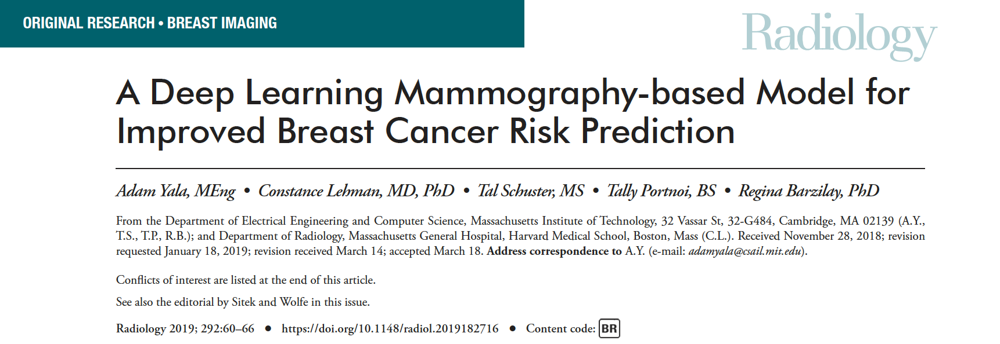 ORIGINAL RESEARCH • BREAST IMAGING
Radiology
A Deep Learning Mammography-based Model for
Improved Breast Cancer Risk Prediction
Adam Yala, MEng • Constance Lehman, MD, PhD • Tal Schuster, MS • Tally Portnoi, BS • Regina Barzilay, PhD
From the Department of Electrical Engineering and Computer Science, Massachusetts Institute of Technology, 32 Vassar St, 32-G484, Cambridge, MA 02139 (A.Y.,
T.S., T.P., R.B.); and Department of Radiology, Massachusetts General Hospital, Harvard Medical School, Boston, Mass (C.L.). Received November 28, 2018; revision
requested January 18, 2019; revision received March 14; accepted March 18. Address correspondence to A.Y. (e-mail: adamyala@csail.mit.edu).
Conflicts of interest are listed at the end of this article.
See also the editorial by Sitek and Wolfe in this issue.
Radiology 2019; 292:60–66 • https://doi.org/10.1148/radiol.2019182716 • Content code: BR